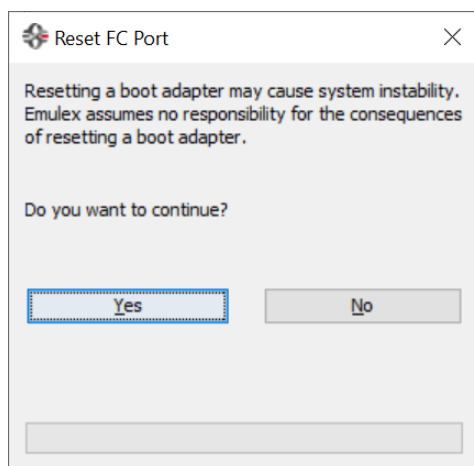 Reset FC Port
Resetting a boot adapter may cause system instability.
Emulex assumes no responsibility for the consequences
of resetting a boot adapter.
Do you want to continue?
Yes
No